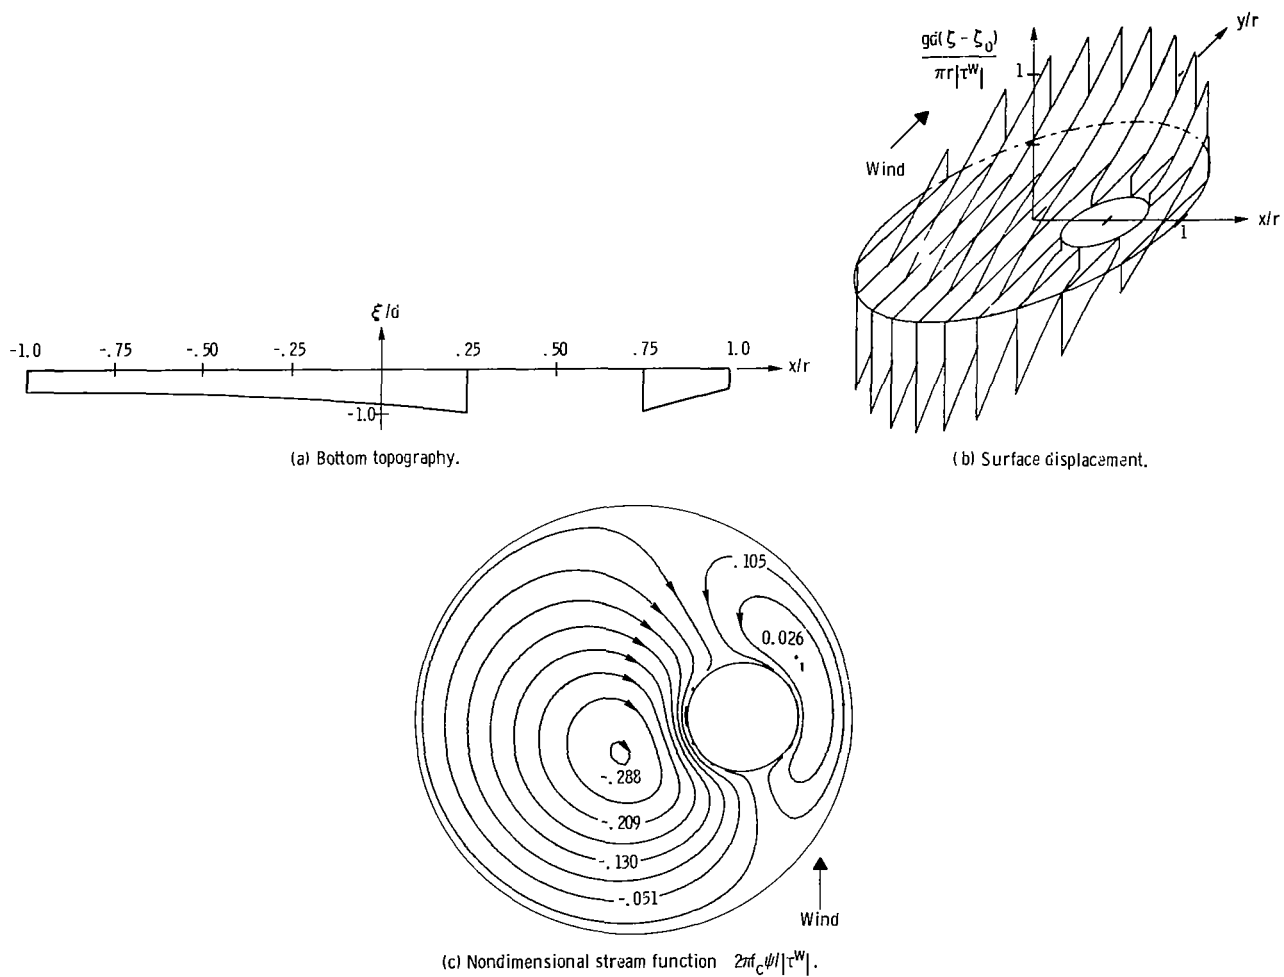 gd(ζ - ζ₀)
πr|τᵂ|
1
y/r
Wind
x/r
1
ξ/d
-1.0 -.75 -.50 -.25 .25 .50 .75 1.0 x/r
-1.0
(a) Bottom topography.
(b) Surface displacement.
.105
0.026
-.288
-.209
-.130
-.051
Wind
(c) Nondimensional stream function 2πf_cψ/|τᵂ|.